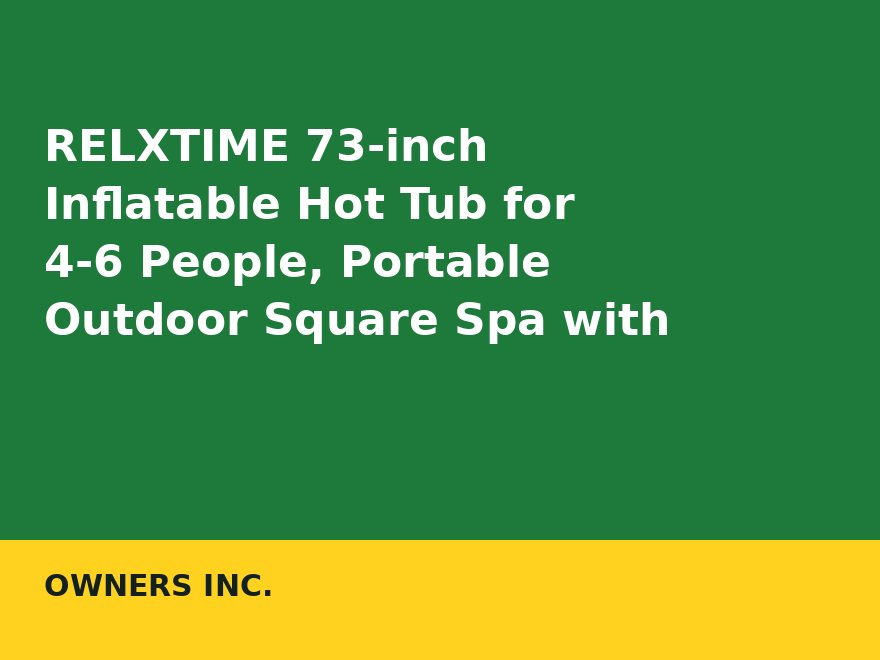 RELXTIME 73-inch
Inflatable Hot Tub for
4-6 People, Portable
Outdoor Square Spa with
OWNERS INC.